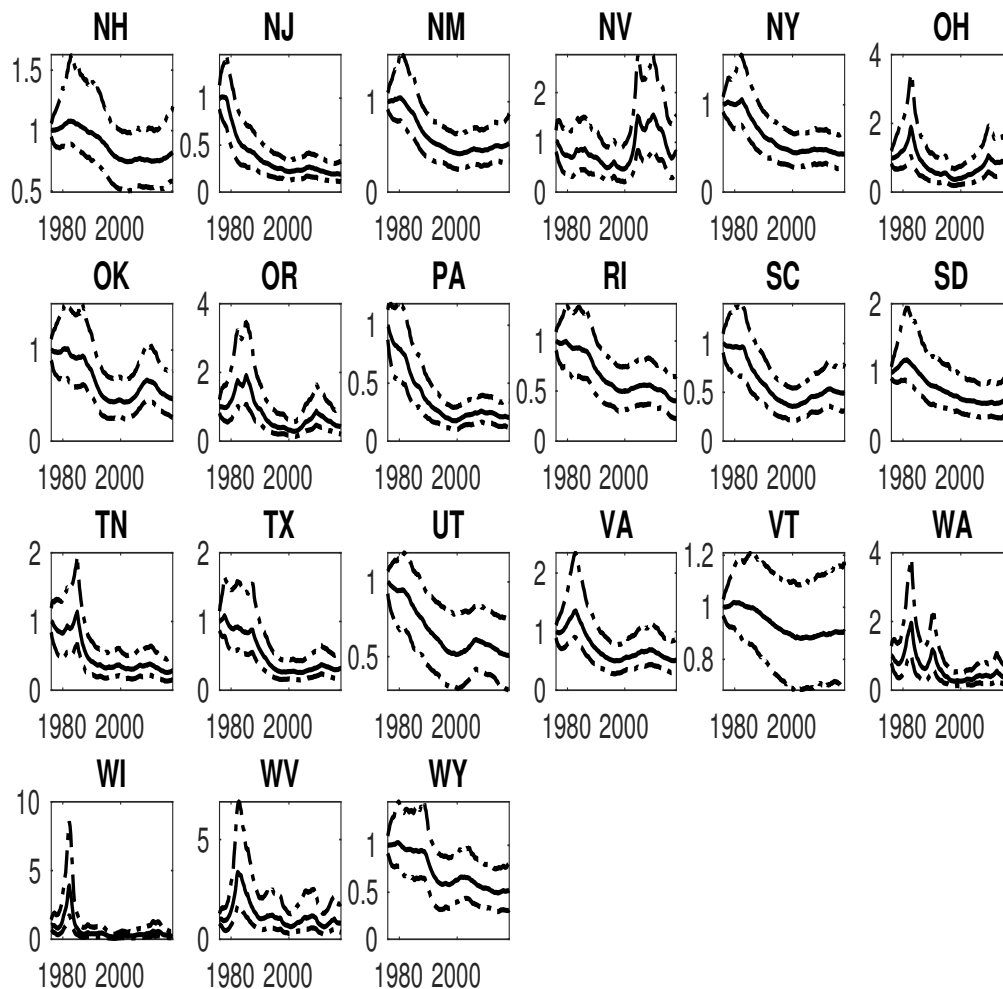 NH NJ NM NV NY OH
1.5 1 0.5 1 0.5 0 1 0 2 1 0 1 0 4 2 0
1980 2000 1980 2000 1980 2000 1980 2000 1980 2000 1980 2000
OK OR PA RI SC SD
1 0 4 2 0 1 0.5 1 0.5 0 1 0.5 0 2 1 0
1980 2000 1980 2000 1980 2000 1980 2000 1980 2000 1980 2000
TN TX UT VA VT WA
2 1 0 2 1 0 1 0.5 2 1 0 1.2 1 0.8 4 2 0
1980 2000 1980 2000 1980 2000 1980 2000 1980 2000 1980 2000
WI WV WY
10 5 0 5 0 1 0.5 0
1980 2000 1980 2000 1980 2000